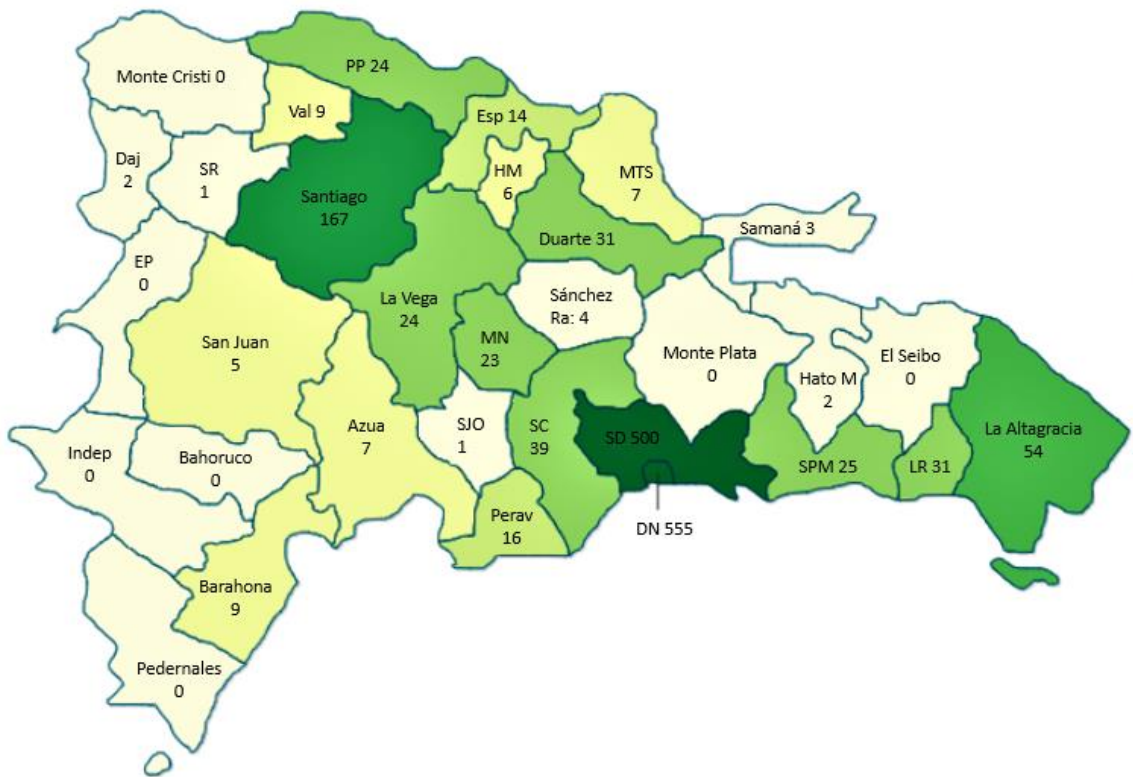 Monte Cristi 0
PP 24
Val 9
Esp 14
Daj
2
SR
1
HM
6
MTS
7
Santiago
167
Samaná 3
Duarte 31
EP
0
La Vega
24
Sánchez
Ra: 4
San Juan
5
MN
23
Monte Plata
0
El Seibo
0
Hato M
2
Azua
7
SJO
1
SC
39
SD 500
La Altagracia
54
Indep
0
Bahoruco
0
SPM 25
LR 31
Perav
16
DN 555
Barahona
9
Pedernales
0